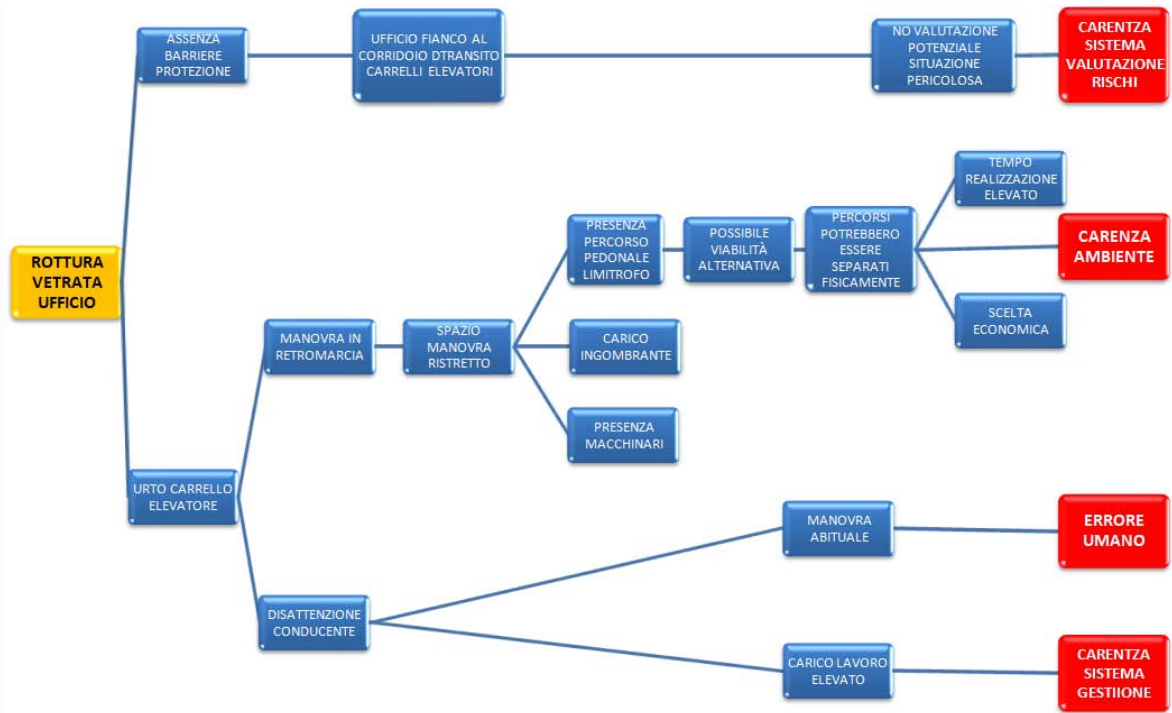 ASSENZA
BARRIERE
PROTEZIONE
UFFICIO FIANCO AL
CORRIDOIO DTRANSITO
CARRELLI ELEVATORI
NO VALUTAZIONE
POTENZIALE
SITUAZIONE
PERICOLOSA
CARENTZA
SISTEMA
VALUTAZIONE
RISCHI
ROTTURA
VETRATA
UFFICIO
PRESENZA
PERCORSO
PEDONALE
LIMITROFO
POSSIBILE
VIABILITÀ
ALTERNATIVA
PERCORSI
POTREBBERO
ESSERE
SEPARATI
FISICAMENTE
TEMPO
REALIZZAZIONE
ELEVATO
CARENZA
AMBIENTE
SCELTA
ECONOMICA
MANOVRA IN
RETROMARCIA
SPAZIO
MANOVRA
RISTRETTO
CARICO
INGOMBRANTE
PRESENZA
MACCHINARI
URTO CARRELLO
ELEVATORE
MANOVRA
ABITUALE
ERRORE
UMANO
DISATTENZIONE
CONDUCENTE
CARICO LAVORO
ELEVATO
CARENTZA
SISTEMA
GESTIIONE